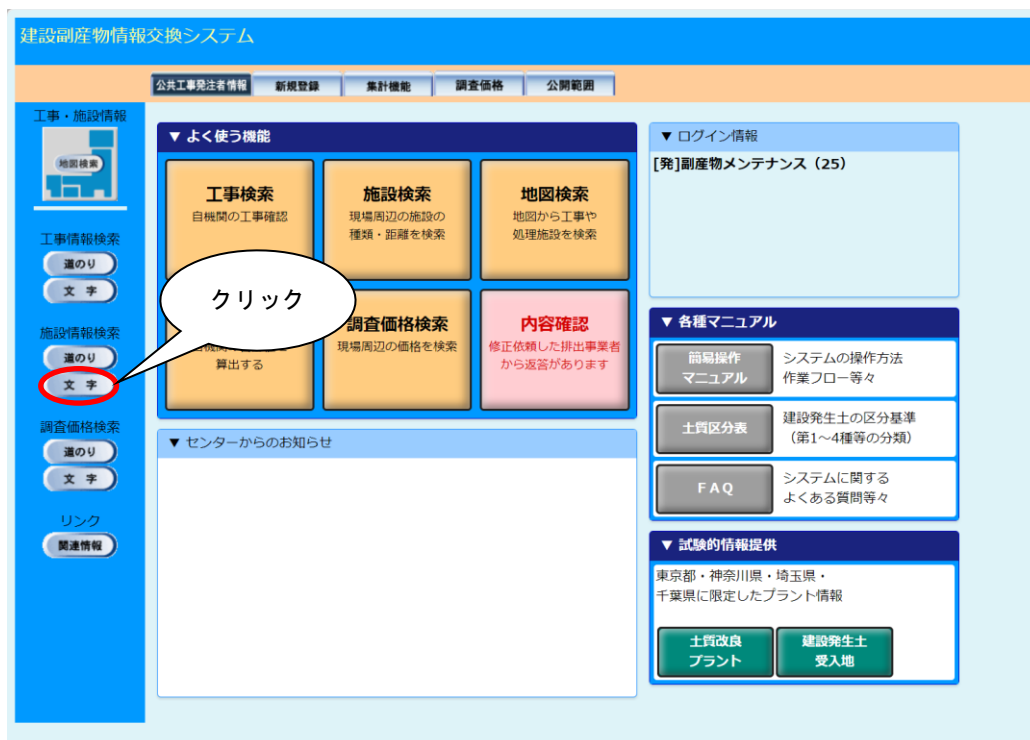 建設副産物情報交換システム
公共工事発注者情報 新規登録 集計機能 調査価格 公開範囲
工事・施設情報
地図検索
工事情報検索
道のり
文 字
施設情報検索
道のり
文 字
調査価格検索
道のり
文 字
リンク
関連情報
▼ よく使う機能
工事検索
自機関の工事確認
施設検索
現場周辺の施設の
種類・距離を検索
地図検索
地図から工事や
処理施設を検索
クリック
算出する
調査価格検索
現場周辺の価格を検索
内容確認
修正依頼した排出事業者
から返答があります
▼ センターからのお知らせ
▼ ログイン情報
[発]副産物メンテナンス（25）
▼ 各種マニュアル
簡易操作
マニュアル
システムの操作方法
作業フロー等々
土質区分表
建設発生土の区分基準
（第1～4種等の分類）
ＦＡＱ
システムに関する
よくある質問等々
▼ 試験的情報提供
東京都・神奈川県・埼玉県・
千葉県に限定したプラント情報
土質改良
プラント
建設発生土
受入地